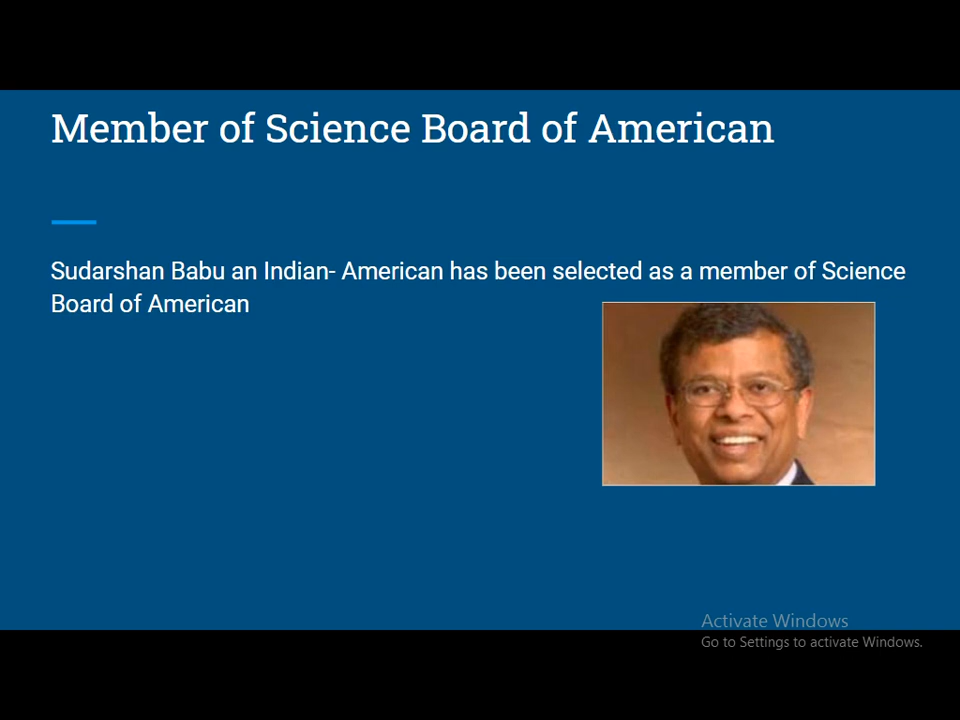 Member of Science Board of American
Sudarshan Babu an Indian- American has been selected as a member of Science
Board of American
Activate Windows
Go to Settings to activate Windows.